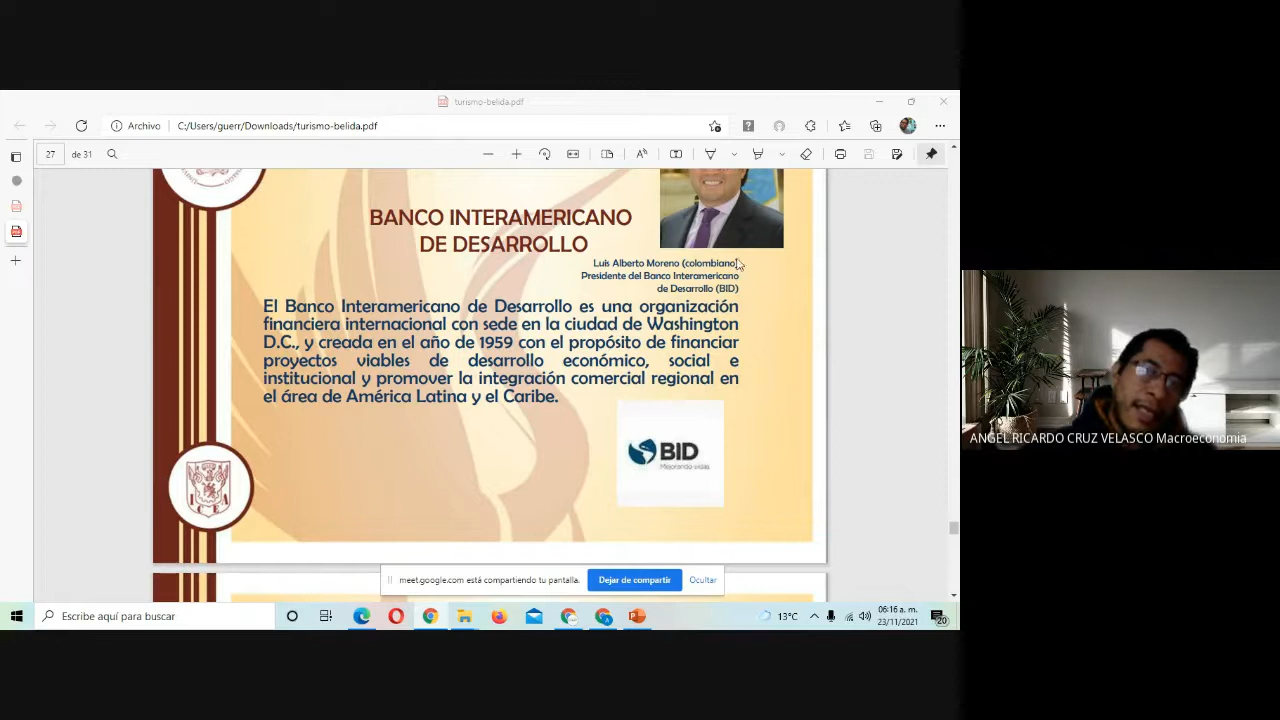 turismo-belida.pdf
Archivo
C:/Users/guerr/Downloads/turismo-belida.pdf
27 de 31
BANCO INTERAMERICANO
DE DESARROLLO
Luis Alberto Moreno (colombiano)
Presidente del Banco Interamericano
de Desarrollo (BID)
El Banco Interamericano de Desarrollo es una organización
financiera internacional con sede en la ciudad de Washington
D.C., y creada en el año de 1959 con el propósito de financiar
proyectos viables de desarrollo económico, social e
institucional y promover la integración comercial regional en
el área de América Latina y el Caribe.
BID
Mejorando vidas
ICEA
meet.google.com está compartiendo tu pantalla.
Dejar de compartir
Ocultar
Escribe aquí para buscar
13°C
06:16 a. m.
23/11/2021
20
ANGEL RICARDO CRUZ VELASCO Macroeconomia